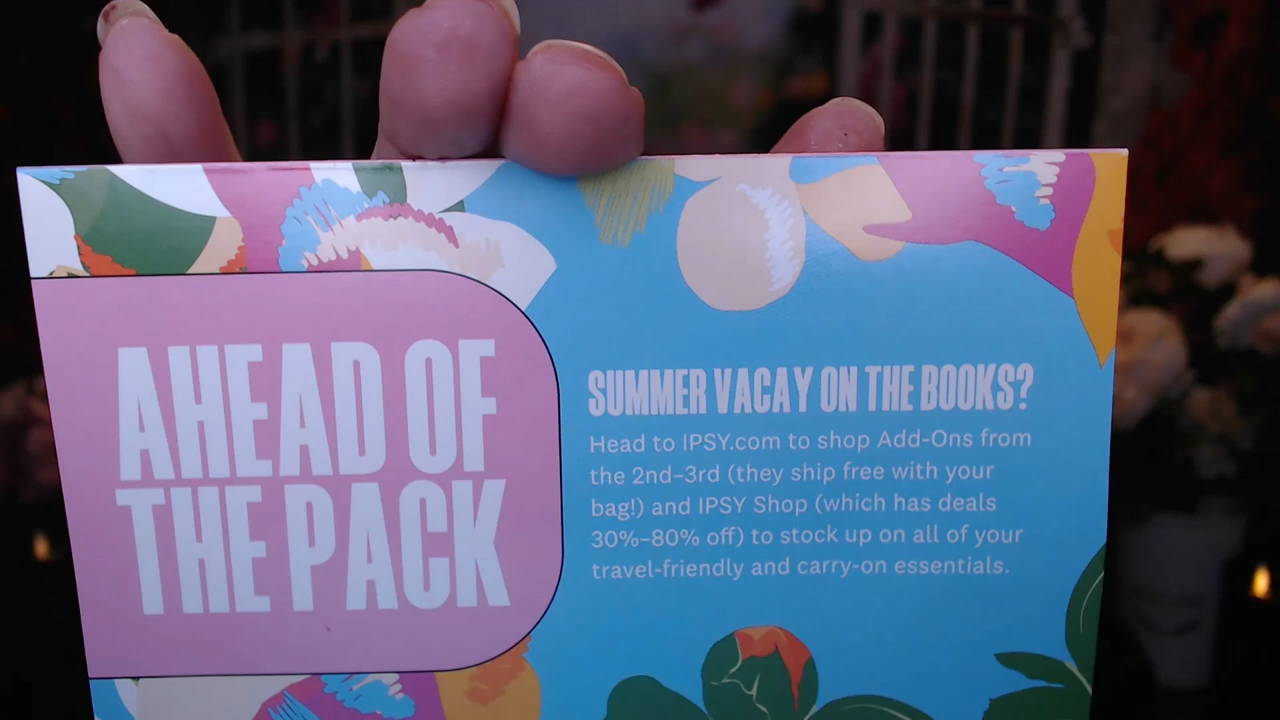 AHEAD OF
THE PACK
SUMMER VACAY ON THE BOOKS?
Head to IPSY.com to shop Add-Ons from
the 2nd–3rd (they ship free with your
bag!) and IPSY Shop (which has deals
30%–80% off) to stock up on all of your
travel-friendly and carry-on essentials.